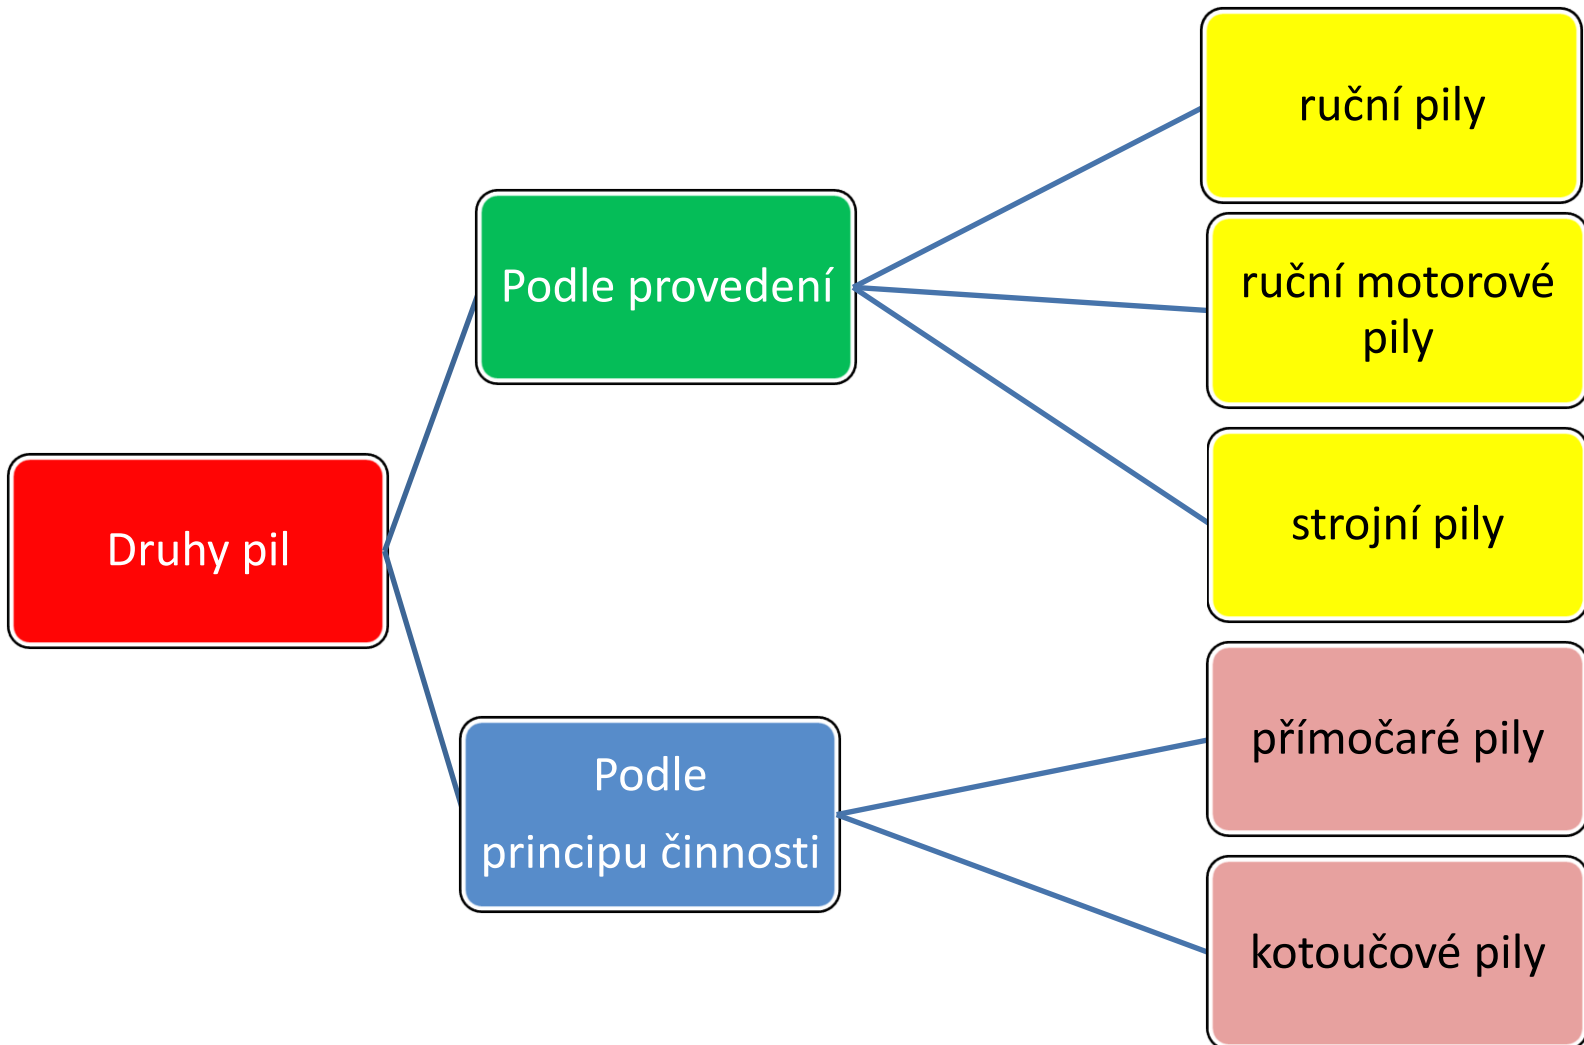 ruční pily
Podle provedení
ruční motorové
pily
strojní pily
Druhy pil
přímočaré pily
Podle
principu činnosti
kotoučové pily